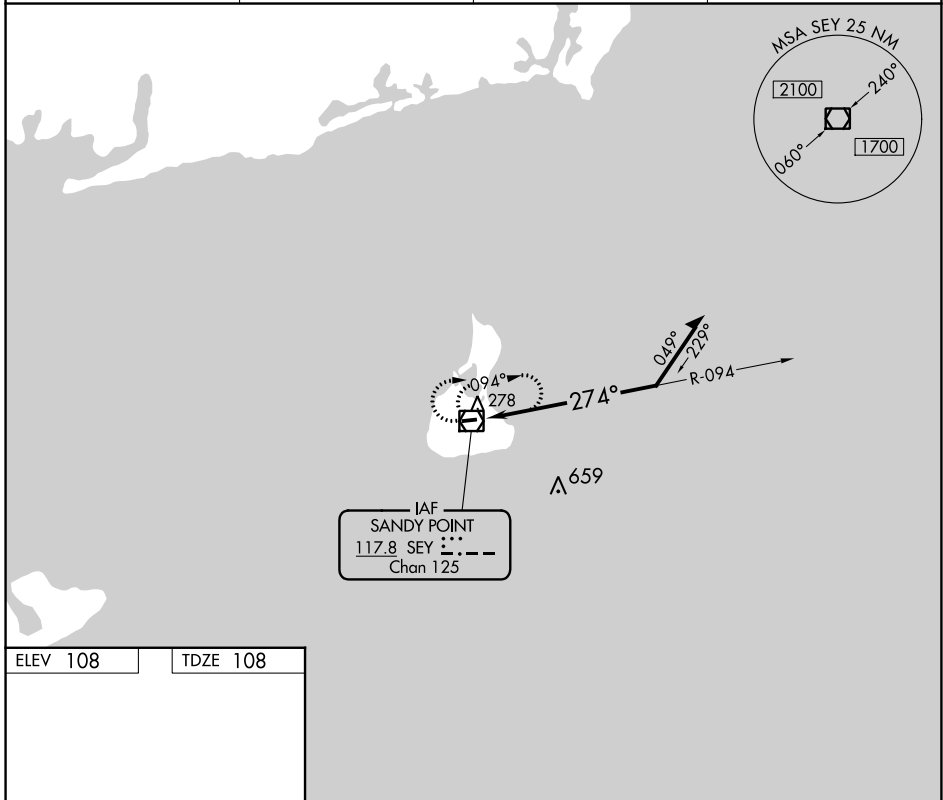 MSA SEY 25 NM
2100
240°
060°
1700
049°
229°
R-094
094°
278
274°
659
IAF
SANDY POINT
117.8 SEY
Chan 125
ELEV 108
TDZE 108